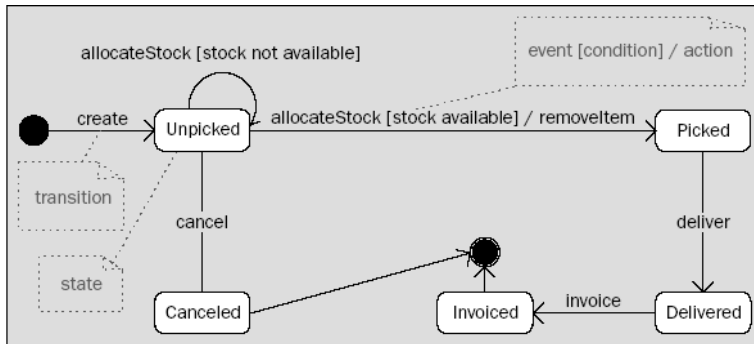 allocateStock [stock not available]
event [condition] / action
create
Unpicked
allocateStock [stock available] / removeItem
Picked
transition
cancel
deliver
state
Canceled
Invoiced
invoice
Delivered